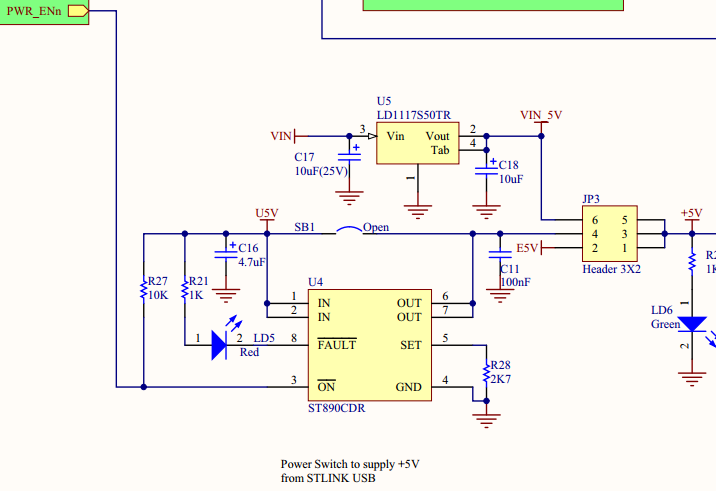 PWR_ENn
U5
LD1117S50TR
VIN
3
Vin
Vout
Tab
2
4
1
VIN_5V
C17
10uF(25V)
C18
10uF
JP3
6 5
4 3
2 1
Header 3X2
+5V
E5V
U5V
SB1
Open
C16
4.7uF
C11
100nF
R27
10K
R21
1K
U4
1 IN
2 IN
OUT 6
OUT 7
8 FAULT
SET 5
3 ON
GND 4
ST890CDR
1 2
LD5
Red
R28
2K7
1
LD6
Green
2
Power Switch to supply +5V
from STLINK USB